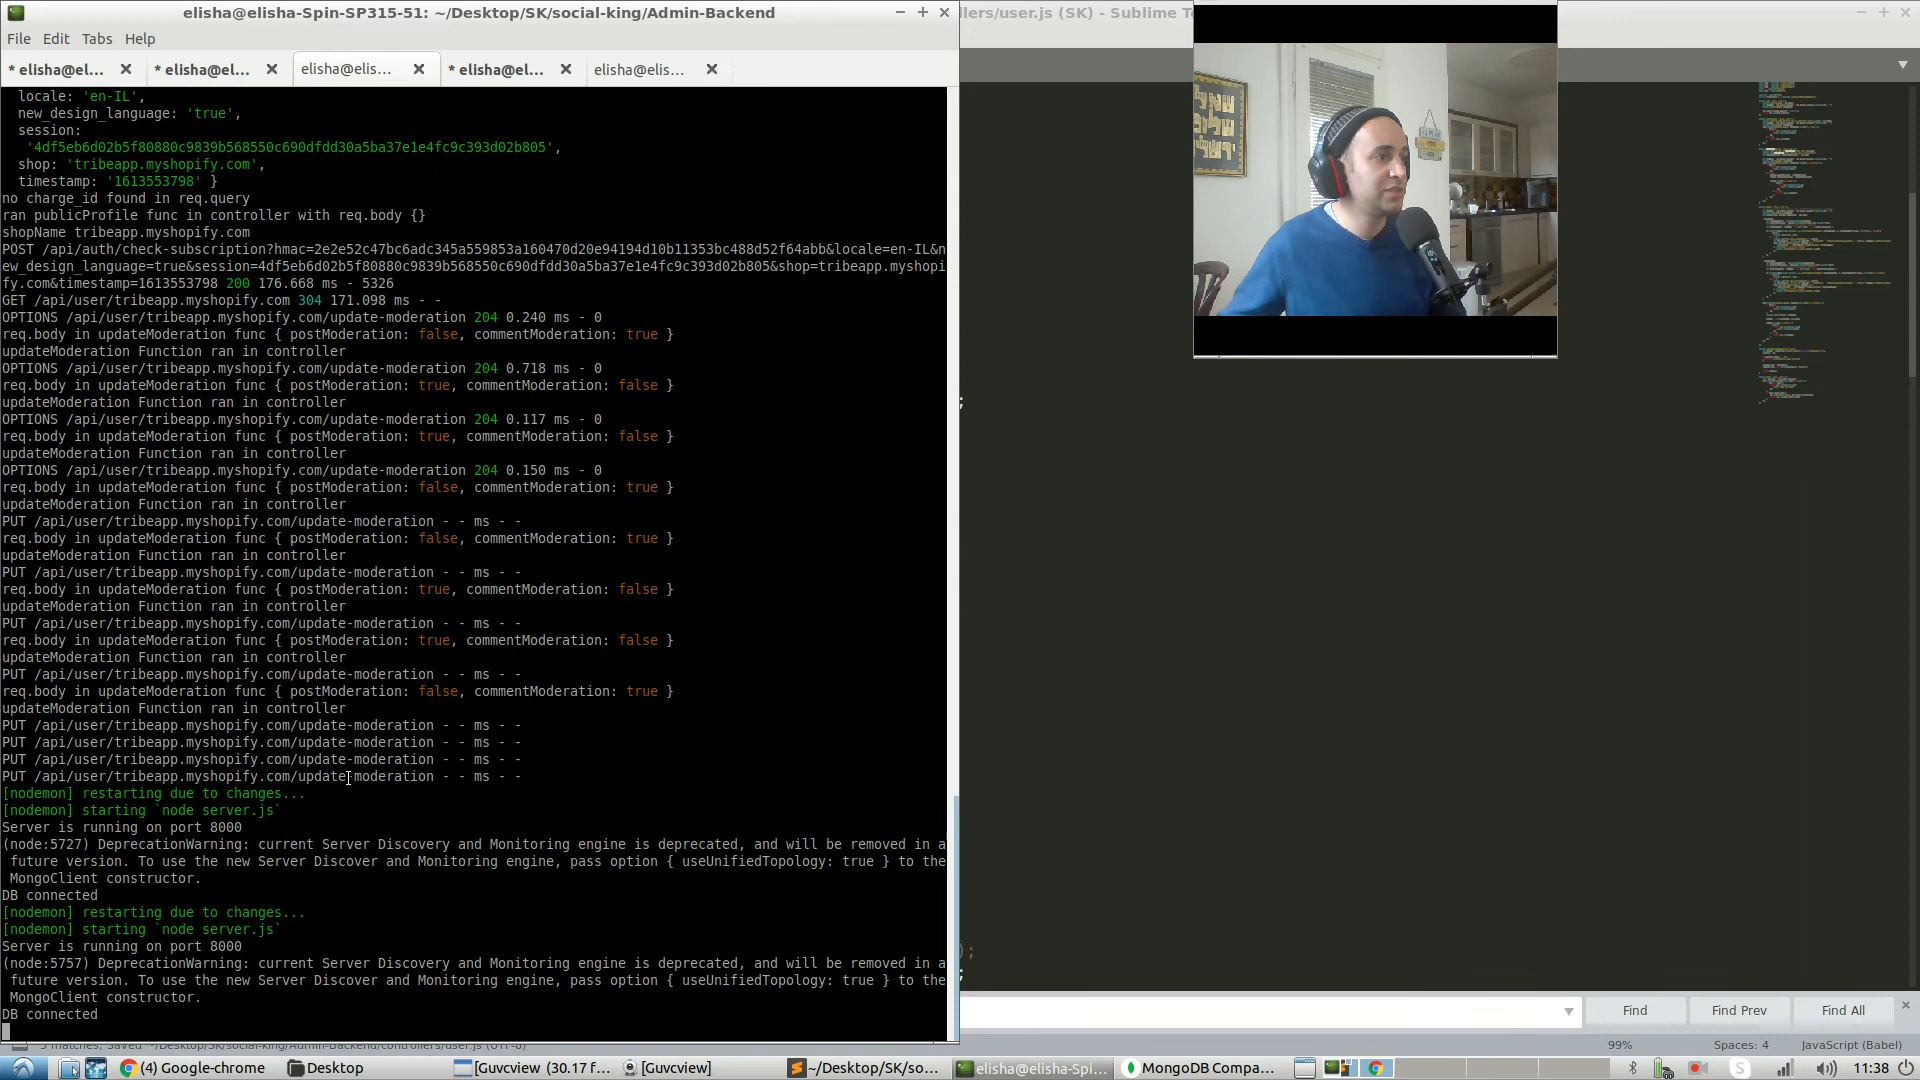 elisha@elisha-Spin-SP315-51: ~/Desktop/SK/social-king/Admin-Backend
llers/user.js (SK) - Sublime Te
File Edit Tabs Help
* elisha@el...
* elisha@el...
elisha@elis...
* elisha@el...
elisha@elis...
locale: 'en-IL',
new_design_language: 'true',
session:
'4df5eb6d02b5f80880c9839b568550c690dfdd30a5ba37e1e4fc9c393d02b805',
shop: 'tribeapp.myshopify.com',
timestamp: '1613553798' }
no charge_id found in req.query
ran publicProfile func in controller with req.body {}
shopName tribeapp.myshopify.com
POST /api/auth/check-subscription?hmac=2e2e52c47bc6adc345a559853a160470d20e94194d10b11353bc488d52f64abb&locale=en-IL&n
ew_design_language=true&session=4df5eb6d02b5f80880c9839b568550c690dfdd30a5ba37e1e4fc9c393d02b805&shop=tribeapp.myshopi
fy.com&timestamp=1613553798 200 176.668 ms - 5326
GET /api/user/tribeapp.myshopify.com 304 171.098 ms - -
OPTIONS /api/user/tribeapp.myshopify.com/update-moderation 204 0.240 ms - 0
req.body in updateModeration func { postModeration: false, commentModeration: true }
updateModeration Function ran in controller
OPTIONS /api/user/tribeapp.myshopify.com/update-moderation 204 0.718 ms - 0
req.body in updateModeration func { postModeration: true, commentModeration: false }
updateModeration Function ran in controller
OPTIONS /api/user/tribeapp.myshopify.com/update-moderation 204 0.117 ms - 0
req.body in updateModeration func { postModeration: true, commentModeration: false }
updateModeration Function ran in controller
OPTIONS /api/user/tribeapp.myshopify.com/update-moderation 204 0.150 ms - 0
req.body in updateModeration func { postModeration: false, commentModeration: true }
updateModeration Function ran in controller
PUT /api/user/tribeapp.myshopify.com/update-moderation - - ms - -
req.body in updateModeration func { postModeration: false, commentModeration: true }
updateModeration Function ran in controller
PUT /api/user/tribeapp.myshopify.com/update-moderation - - ms - -
req.body in updateModeration func { postModeration: true, commentModeration: false }
updateModeration Function ran in controller
PUT /api/user/tribeapp.myshopify.com/update-moderation - - ms - -
req.body in updateModeration func { postModeration: true, commentModeration: false }
updateModeration Function ran in controller
PUT /api/user/tribeapp.myshopify.com/update-moderation - - ms - -
req.body in updateModeration func { postModeration: false, commentModeration: true }
updateModeration Function ran in controller
PUT /api/user/tribeapp.myshopify.com/update-moderation - - ms - -
PUT /api/user/tribeapp.myshopify.com/update-moderation - - ms - -
PUT /api/user/tribeapp.myshopify.com/update-moderation - - ms - -
PUT /api/user/tribeapp.myshopify.com/update-moderation - - ms - -
[nodemon] restarting due to changes...
[nodemon] starting `node server.js`
Server is running on port 8000
(node:5727) DeprecationWarning: current Server Discovery and Monitoring engine is deprecated, and will be removed in a
future version. To use the new Server Discover and Monitoring engine, pass option { useUnifiedTopology: true } to the
MongoClient constructor.
DB connected
[nodemon] restarting due to changes...
[nodemon] starting `node server.js`
Server is running on port 8000
(node:5757) DeprecationWarning: current Server Discovery and Monitoring engine is deprecated, and will be removed in a
future version. To use the new Server Discover and Monitoring engine, pass option { useUnifiedTopology: true } to the
MongoClient constructor.
DB connected
;
);
;
Find Find Prev Find All
3 matches, Saved ~/Desktop/SK/social-king/Admin-Backend/controllers/user.js (UTF-8)
99% Spaces: 4 JavaScript (Babel)
(4) Google-chrome
Desktop
[Guvcview (30.17 f...
[Guvcview]
~/Desktop/SK/so...
elisha@elisha-Spi...
MongoDB Compa...
11:38